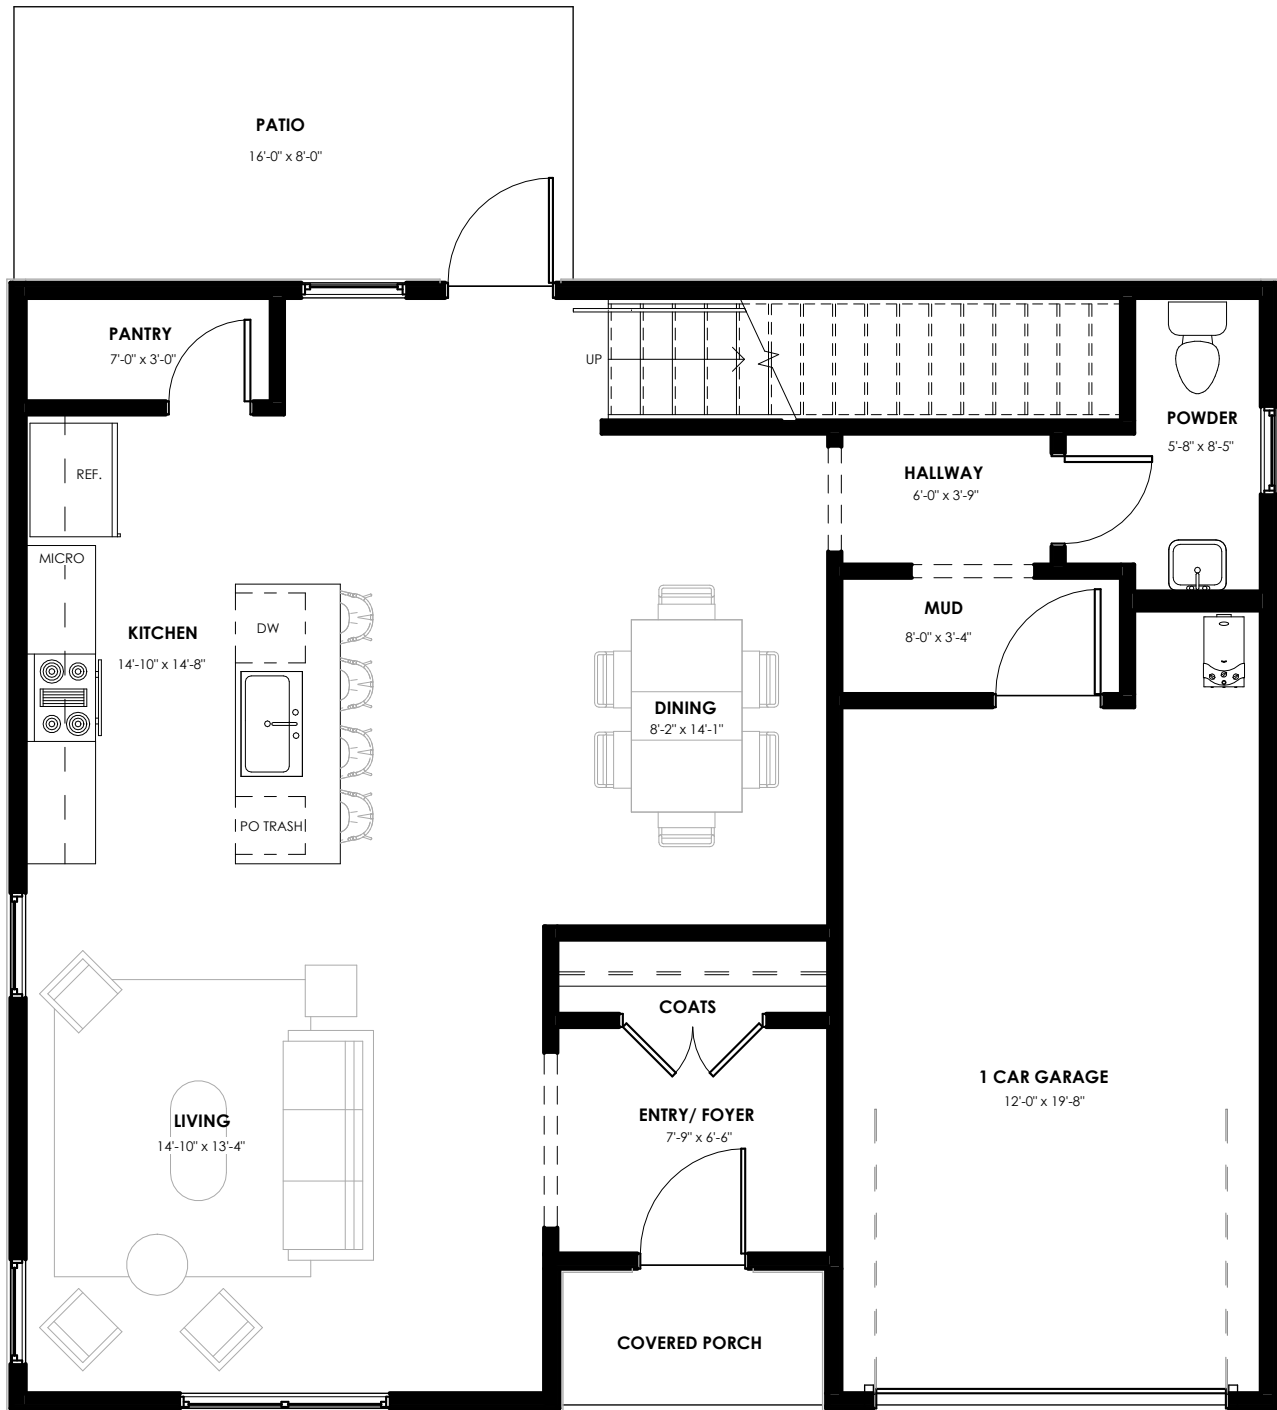 PATIO
16'-0" x 8'-0"
PANTRY
7'-0" x 3'-0"
UP
POWDER
5'-8" x 8'-5"
REF.
HALLWAY
6'-0" x 3'-9"
MICRO
MUD
8'-0" x 3'-4"
KITCHEN
14'-10" x 14'-8"
DW
DINING
8'-2" x 14'-1"
PO TRASH
COATS
1 CAR GARAGE
12'-0" x 19'-8"
ENTRY/ FOYER
7'-9" x 6'-6"
LIVING
14'-10" x 13'-4"
COVERED PORCH